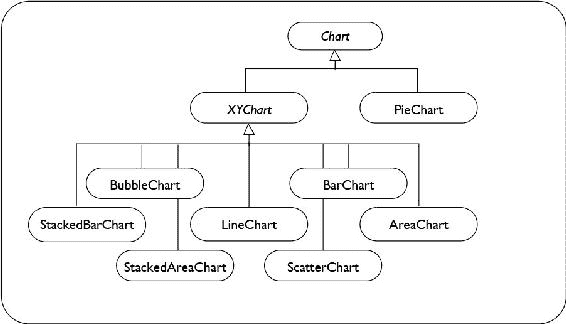 Chart
XYChart
PieChart
BubbleChart
BarChart
StackedBarChart
LineChart
AreaChart
StackedAreaChart
ScatterChart